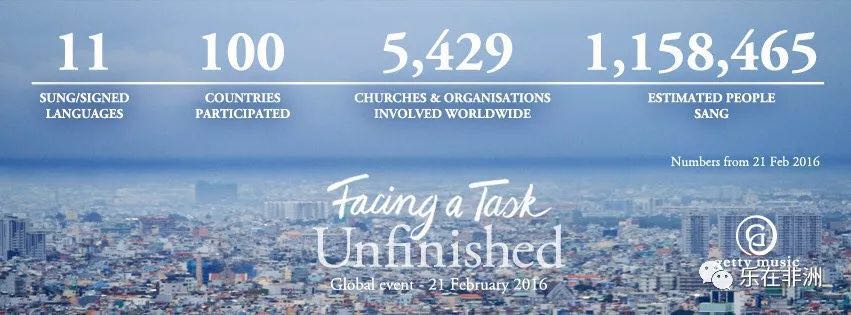 11
SUNG/SIGNED
LANGUAGES
100
COUNTRIES
PARTICIPATED
5,429
CHURCHES & ORGANISATIONS
INVOLVED WORLDWIDE
1,158,465
ESTIMATED PEOPLE
SANG
Numbers from 21 Feb 2016
Facing a Task
Unfinished
Global event - 21 February 2016
getty music
乐在非洲